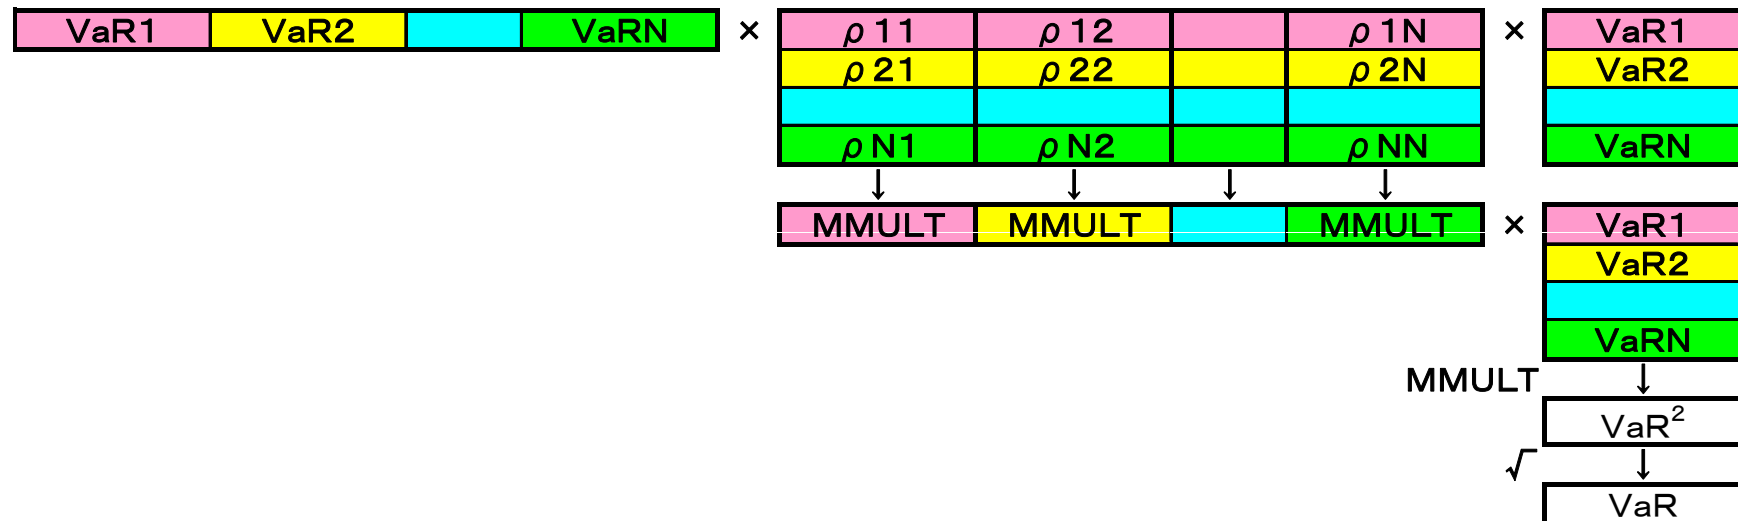 VaR1 VaR2 VaRN × ρ11 ρ12 ρ1N × VaR1
ρ21 ρ22 ρ2N VaR2
ρN1 ρN2 ρNN VaRN
↓ ↓ ↓ ↓
MMULT MMULT MMULT × VaR1
VaR2
VaRN
MMULT ↓
VaR²
√ ↓
VaR